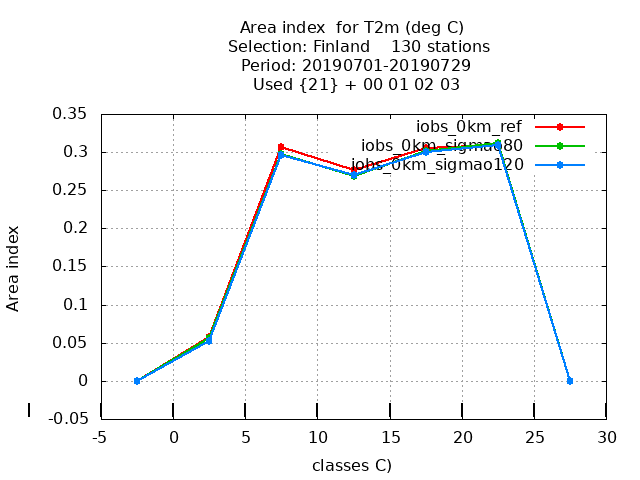 Area index  for T2m (deg C)
Selection: Finland    130 stations
Period: 20190701-20190729
Used {21} + 00 01 02 03
0.35
0.3
0.25
0.2
0.15
0.1
0.05
0
-0.05
Area index
iobs_0km_ref
iobs_0km_sigmao80
iobs_0km_sigmao120
-5 0 5 10 15 20 25 30
classes C)